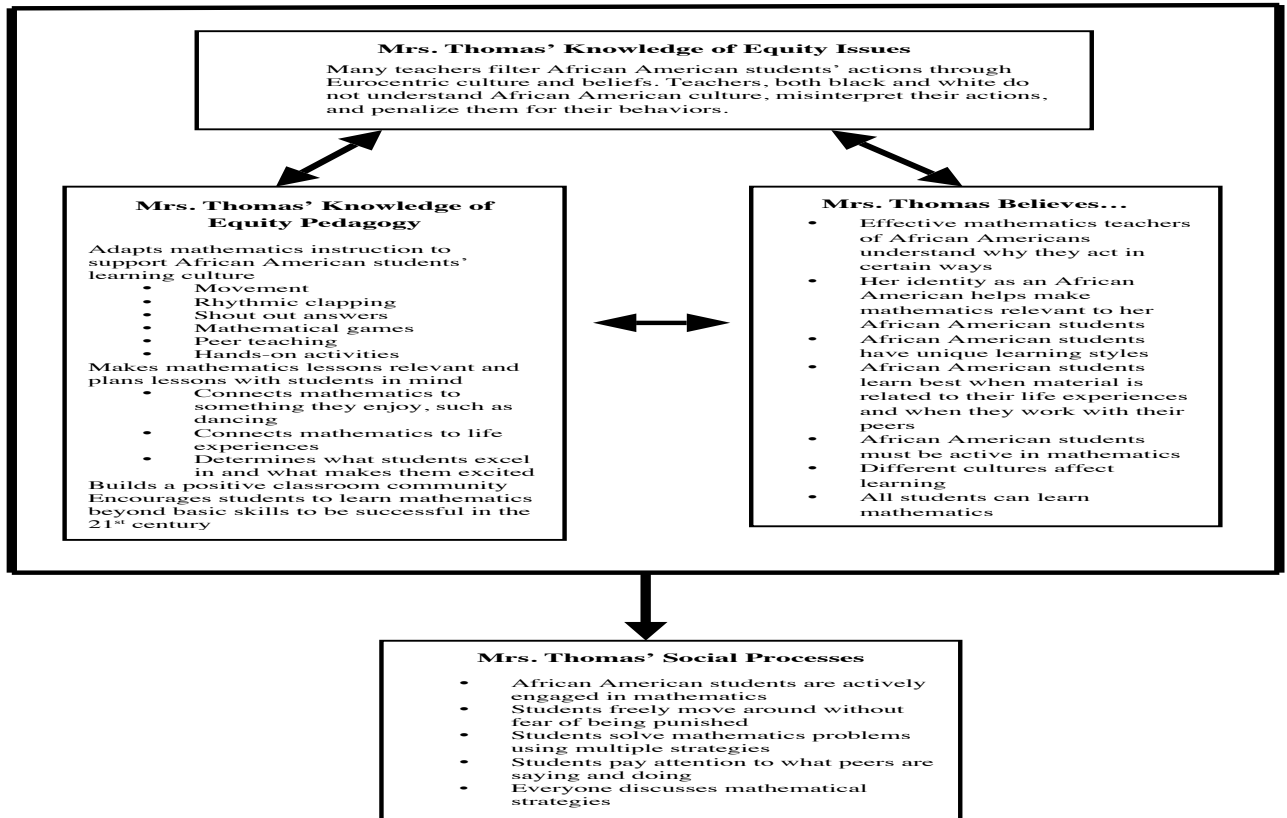 Mrs. Thomas' Knowledge of Equity Issues
Many teachers filter African American students' actions through
Eurocentric culture and beliefs. Teachers, both black and white do
not understand African American culture, misinterpret their actions,
and penalize them for their behaviors.
Mrs. Thomas' Knowledge of
Equity Pedagogy
Adapts mathematics instruction to
support African American students'
learning culture
• Movement
• Rhythmic clapping
• Shout out answers
• Mathematical games
• Peer teaching
• Hands-on activities
Makes mathematics lessons relevant and
plans lessons with students in mind
• Connects mathematics to
something they enjoy, such as
dancing
• Connects mathematics to life
experiences
• Determines what students excel
in and what makes them excited
Builds a positive classroom community
Encourages students to learn mathematics
beyond basic skills to be successful in the
21st century
Mrs. Thomas Believes…
• Effective mathematics teachers
of African Americans
understand why they act in
certain ways
• Her identity as an African
American helps make
mathematics relevant to her
African American students
• African American students
have unique learning styles
• African American students
learn best when material is
related to their life experiences
and when they work with their
peers
• African American students
must be active in mathematics
• Different cultures affect
learning
• All students can learn
mathematics
Mrs. Thomas' Social Processes
• African American students are actively
engaged in mathematics
• Students freely move around without
fear of being punished
• Students solve mathematics problems
using multiple strategies
• Students pay attention to what peers are
saying and doing
• Everyone discusses mathematical
strategies